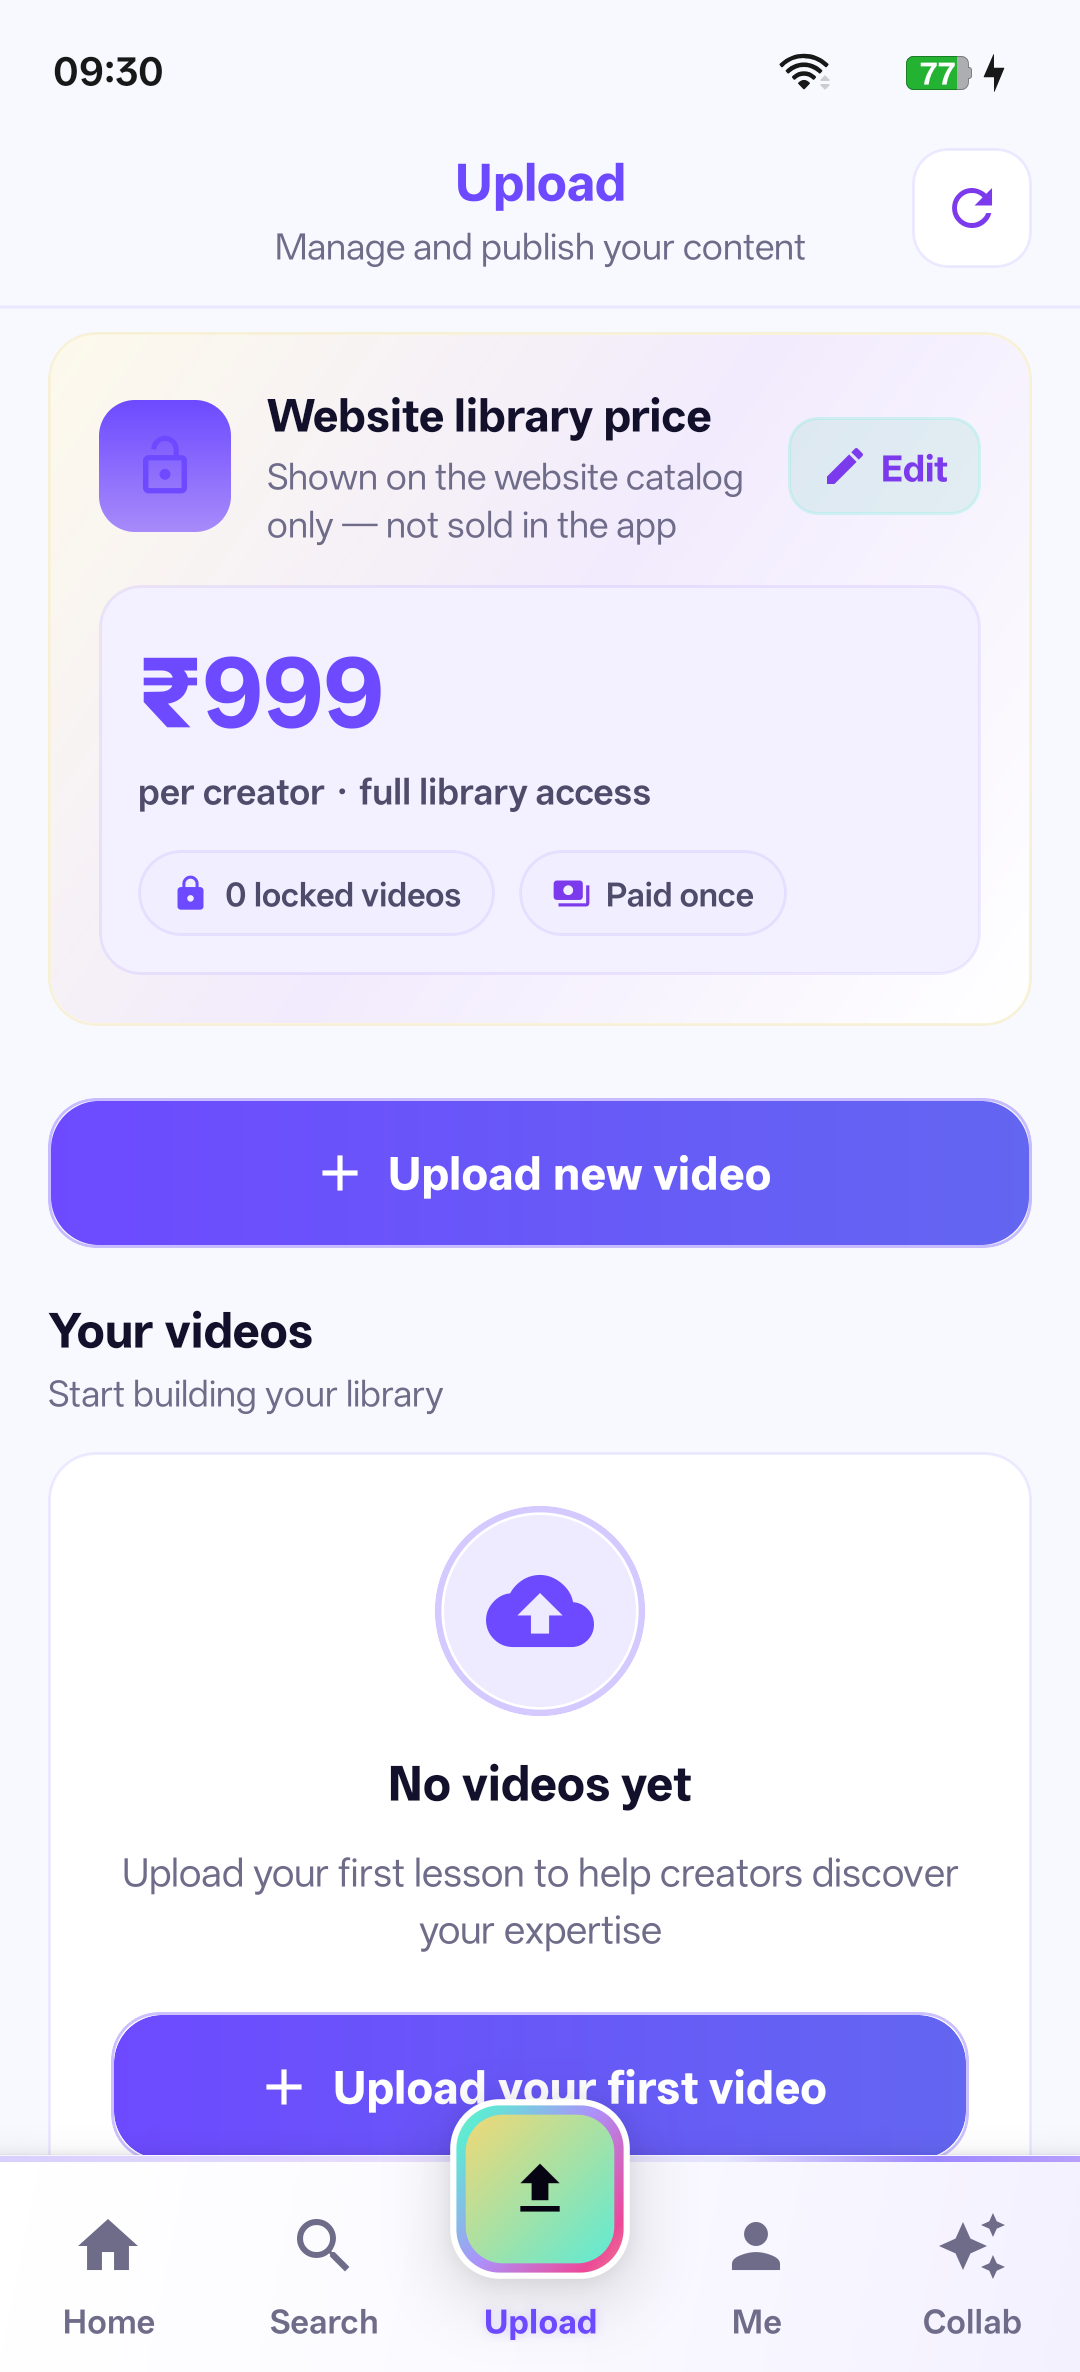 09:30
77
Upload
Manage and publish your content
Website library price
Shown on the website catalog
only — not sold in the app
Edit
₹999
per creator · full library access
0 locked videos
Paid once
+ Upload new video
Your videos
Start building your library
No videos yet
Upload your first lesson to help creators discover
your expertise
+ Upload your first video
Home
Search
Upload
Me
Collab